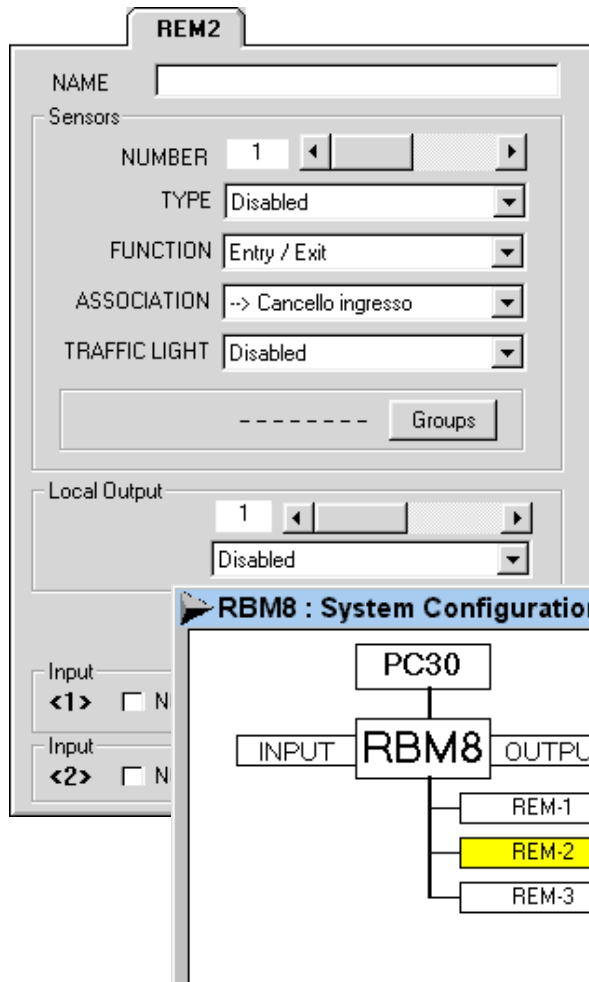 REM2
NAME
Sensors
NUMBER 1
TYPE Disabled
FUNCTION Entry / Exit
ASSOCIATION --> Cancello ingresso
TRAFFIC LIGHT Disabled
- - - - - - - - Groups
Local Output
1
Disabled
RBM8 : System Configuration
PC30
INPUT RBM8 OUTPU
REM-1
REM-2
REM-3
Input
<1> N
Input
<2> N